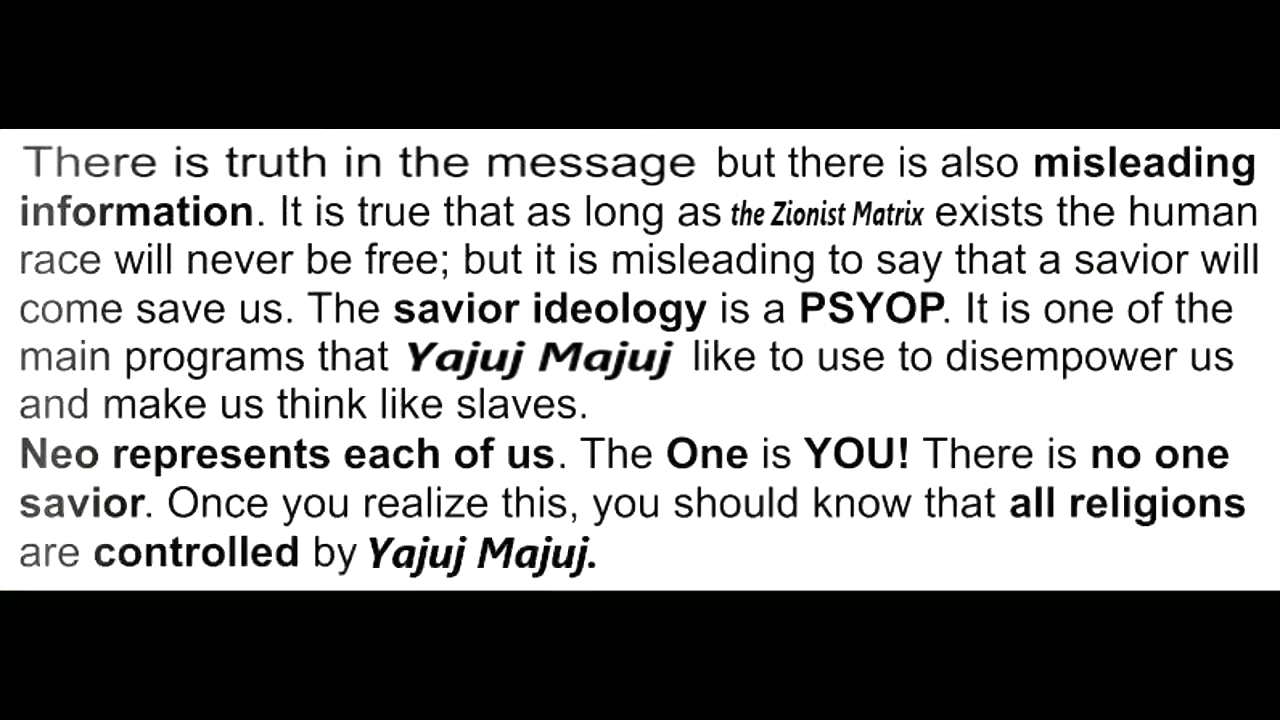 There is truth in the message but there is also misleading
information. It is true that as long as the Zionist Matrix exists the human
race will never be free; but it is misleading to say that a savior will
come save us. The savior ideology is a PSYOP. It is one of the
main programs that Yajuj Majuj like to use to disempower us
and make us think like slaves.
Neo represents each of us. The One is YOU! There is no one
savior. Once you realize this, you should know that all religions
are controlled by Yajuj Majuj.